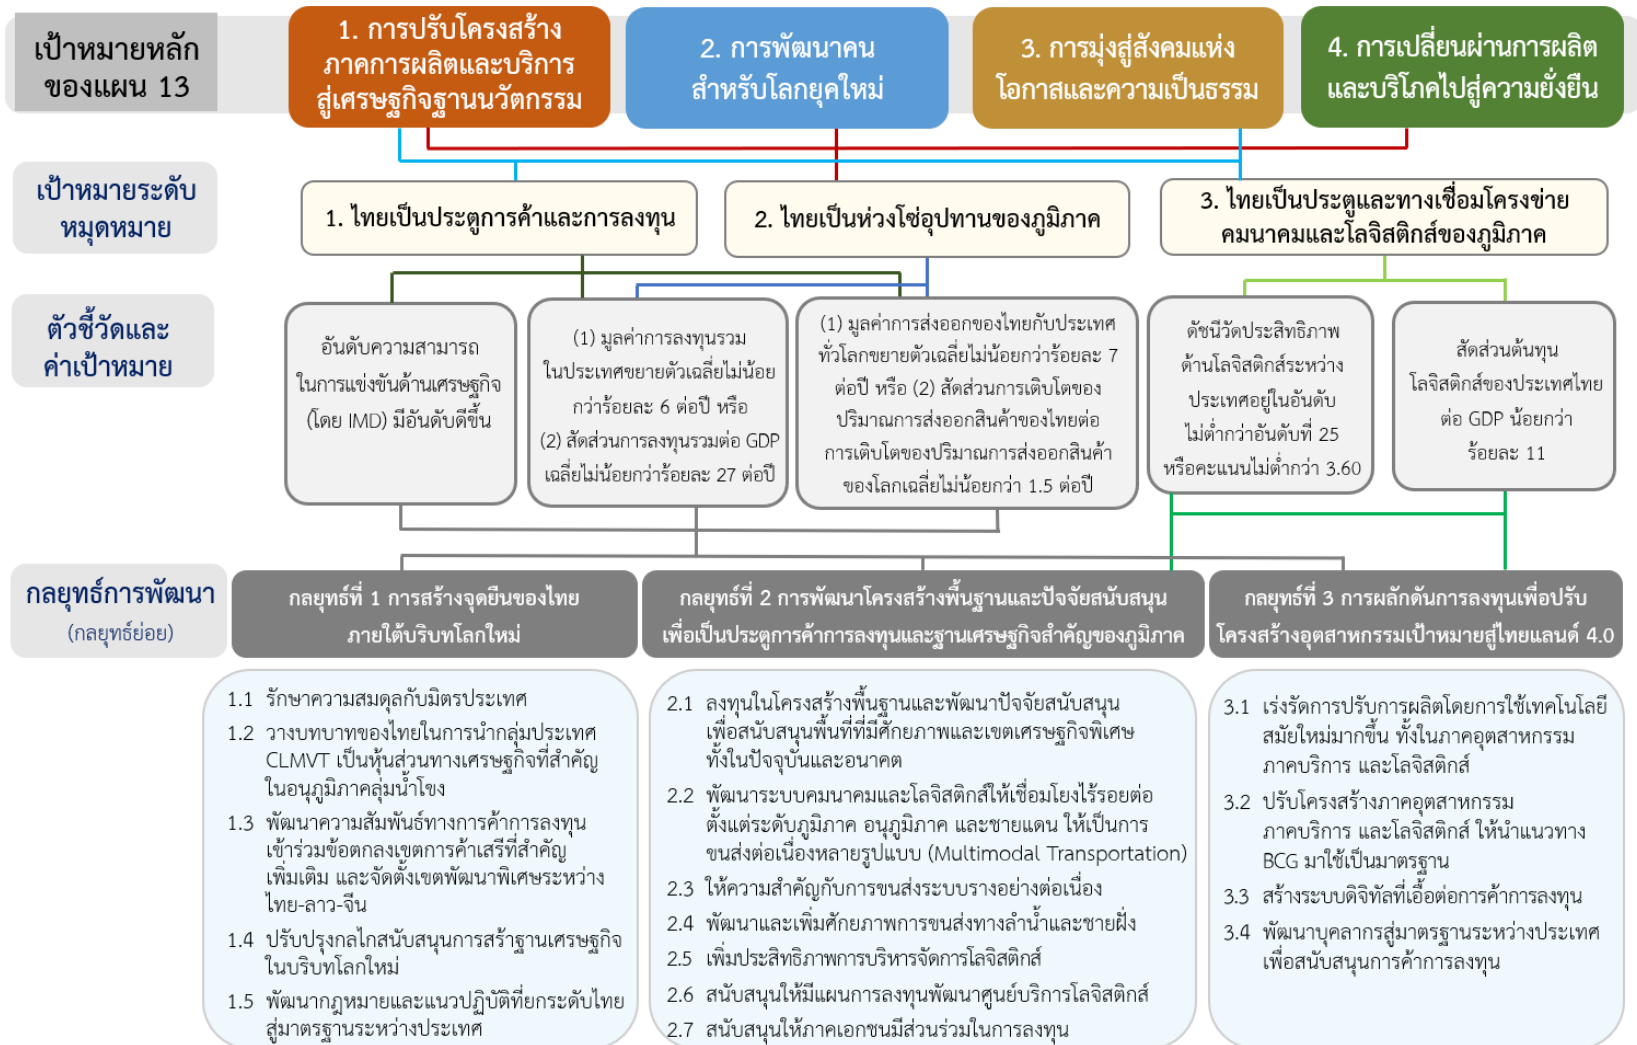 เป้าหมายหลัก
ของแผน 13
1. การปรับโครงสร้าง
ภาคการผลิตและบริการ
สู่เศรษฐกิจฐานนวัตกรรม
2. การพัฒนาคน
สำหรับโลกยุคใหม่
3. การมุ่งสู่สังคมแห่ง
โอกาสและความเป็นธรรม
4. การเปลี่ยนผ่านการผลิต
และบริโภคไปสู่ความยั่งยืน
เป้าหมายระดับ
หมุดหมาย
1. ไทยเป็นประตูการค้าและการลงทุน
2. ไทยเป็นห่วงโซ่อุปทานของภูมิภาค
3. ไทยเป็นประตูและทางเชื่อมโครงข่าย
คมนาคมและโลจิสติกส์ของภูมิภาค
ตัวชี้วัดและ
ค่าเป้าหมาย
อันดับความสามารถ
ในการแข่งขันด้านเศรษฐกิจ
(โดย IMD) มีอันดับดีขึ้น
(1) มูลค่าการลงทุนรวม
ในประเทศขยายตัวเฉลี่ยไม่น้อย
กว่าร้อยละ 6 ต่อปี หรือ
(2) สัดส่วนการลงทุนรวมต่อ GDP
เฉลี่ยไม่น้อยกว่าร้อยละ 27 ต่อปี
(1) มูลค่าการส่งออกของไทยกับประเทศ
ทั่วโลกขยายตัวเฉลี่ยไม่น้อยกว่าร้อยละ 7
ต่อปี หรือ (2) สัดส่วนการเติบโตของ
ปริมาณการส่งออกสินค้าของไทยต่อ
การเติบโตของปริมาณการส่งออกสินค้า
ของโลกเฉลี่ยไม่น้อยกว่า 1.5 ต่อปี
ดัชนีวัดประสิทธิภาพ
ด้านโลจิสติกส์ระหว่าง
ประเทศอยู่ในอันดับ
ไม่ต่ำกว่าอันดับที่ 25
หรือคะแนนไม่ต่ำกว่า 3.60
สัดส่วนต้นทุน
โลจิสติกส์ของประเทศไทย
ต่อ GDP น้อยกว่า
ร้อยละ 11
กลยุทธ์การพัฒนา
(กลยุทธ์ย่อย)
กลยุทธ์ที่ 1 การสร้างจุดยืนของไทย
ภายใต้บริบทโลกใหม่
กลยุทธ์ที่ 2 การพัฒนาโครงสร้างพื้นฐานและปัจจัยสนับสนุน
เพื่อเป็นประตูการค้าการลงทุนและฐานเศรษฐกิจสำคัญของภูมิภาค
กลยุทธ์ที่ 3 การผลักดันการลงทุนเพื่อปรับ
โครงสร้างอุตสาหกรรมเป้าหมายสู่ไทยแลนด์ 4.0
1.1 รักษาความสมดุลกับมิตรประเทศ
1.2 วางบทบาทของไทยในการนำกลุ่มประเทศ
CLMVT เป็นหุ้นส่วนทางเศรษฐกิจที่สำคัญ
ในอนุภูมิภาคลุ่มน้ำโขง
1.3 พัฒนาความสัมพันธ์ทางการค้าการลงทุน
เข้าร่วมข้อตกลงเขตการค้าเสรีที่สำคัญ
เพิ่มเติม และจัดตั้งเขตพัฒนาพิเศษระหว่าง
ไทย-ลาว-จีน
1.4 ปรับปรุงกลไกสนับสนุนการสร้าฐานเศรษฐกิจ
ในบริบทโลกใหม่
1.5 พัฒนากฎหมายและแนวปฏิบัติที่ยกระดับไทย
สู่มาตรฐานระหว่างประเทศ
2.1 ลงทุนในโครงสร้างพื้นฐานและพัฒนาปัจจัยสนับสนุน
เพื่อสนับสนุนพื้นที่ที่มีศักยภาพและเขตเศรษฐกิจพิเศษ
ทั้งในปัจจุบันและอนาคต
2.2 พัฒนาระบบคมนาคมและโลจิสติกส์ให้เชื่อมโยงไร้รอยต่อ
ตั้งแต่ระดับภูมิภาค อนุภูมิภาค และชายแดน ให้เป็นการ
ขนส่งต่อเนื่องหลายรูปแบบ (Multimodal Transportation)
2.3 ให้ความสำคัญกับการขนส่งระบบรางอย่างต่อเนื่อง
2.4 พัฒนาและเพิ่มศักยภาพการขนส่งทางลำน้ำและชายฝั่ง
2.5 เพิ่มประสิทธิภาพการบริหารจัดการโลจิสติกส์
2.6 สนับสนุนให้มีแผนการลงทุนพัฒนาศูนย์บริการโลจิสติกส์
2.7 สนับสนุนให้ภาคเอกชนมีส่วนร่วมในการลงทุน
3.1 เร่งรัดการปรับการผลิตโดยการใช้เทคโนโลยี
สมัยใหม่มากขึ้น ทั้งในภาคอุตสาหกรรม
ภาคบริการ และโลจิสติกส์
3.2 ปรับโครงสร้างภาคอุตสาหกรรม
ภาคบริการ และโลจิสติกส์ ให้นำแนวทาง
BCG มาใช้เป็นมาตรฐาน
3.3 สร้างระบบดิจิทัลที่เอื้อต่อการค้าการลงทุน
3.4 พัฒนาบุคลากรสู่มาตรฐานระหว่างประเทศ
เพื่อสนับสนุนการค้าการลงทุน